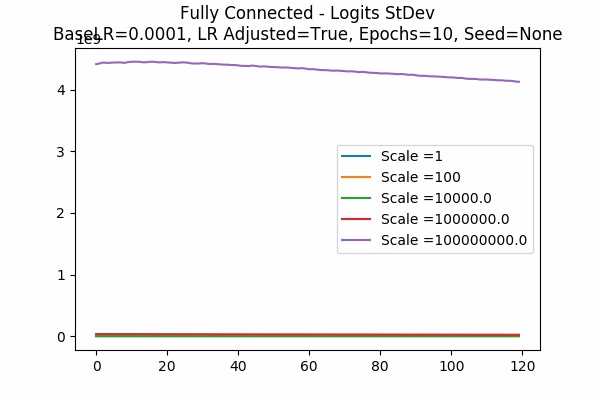 Fully Connected - Logits StDev
BaseLR=0.0001, LR Adjusted=True, Epochs=10, Seed=None
1e9
4
3
2
1
0
Scale =1
Scale =100
Scale =10000.0
Scale =1000000.0
Scale =100000000.0
0 20 40 60 80 100 120